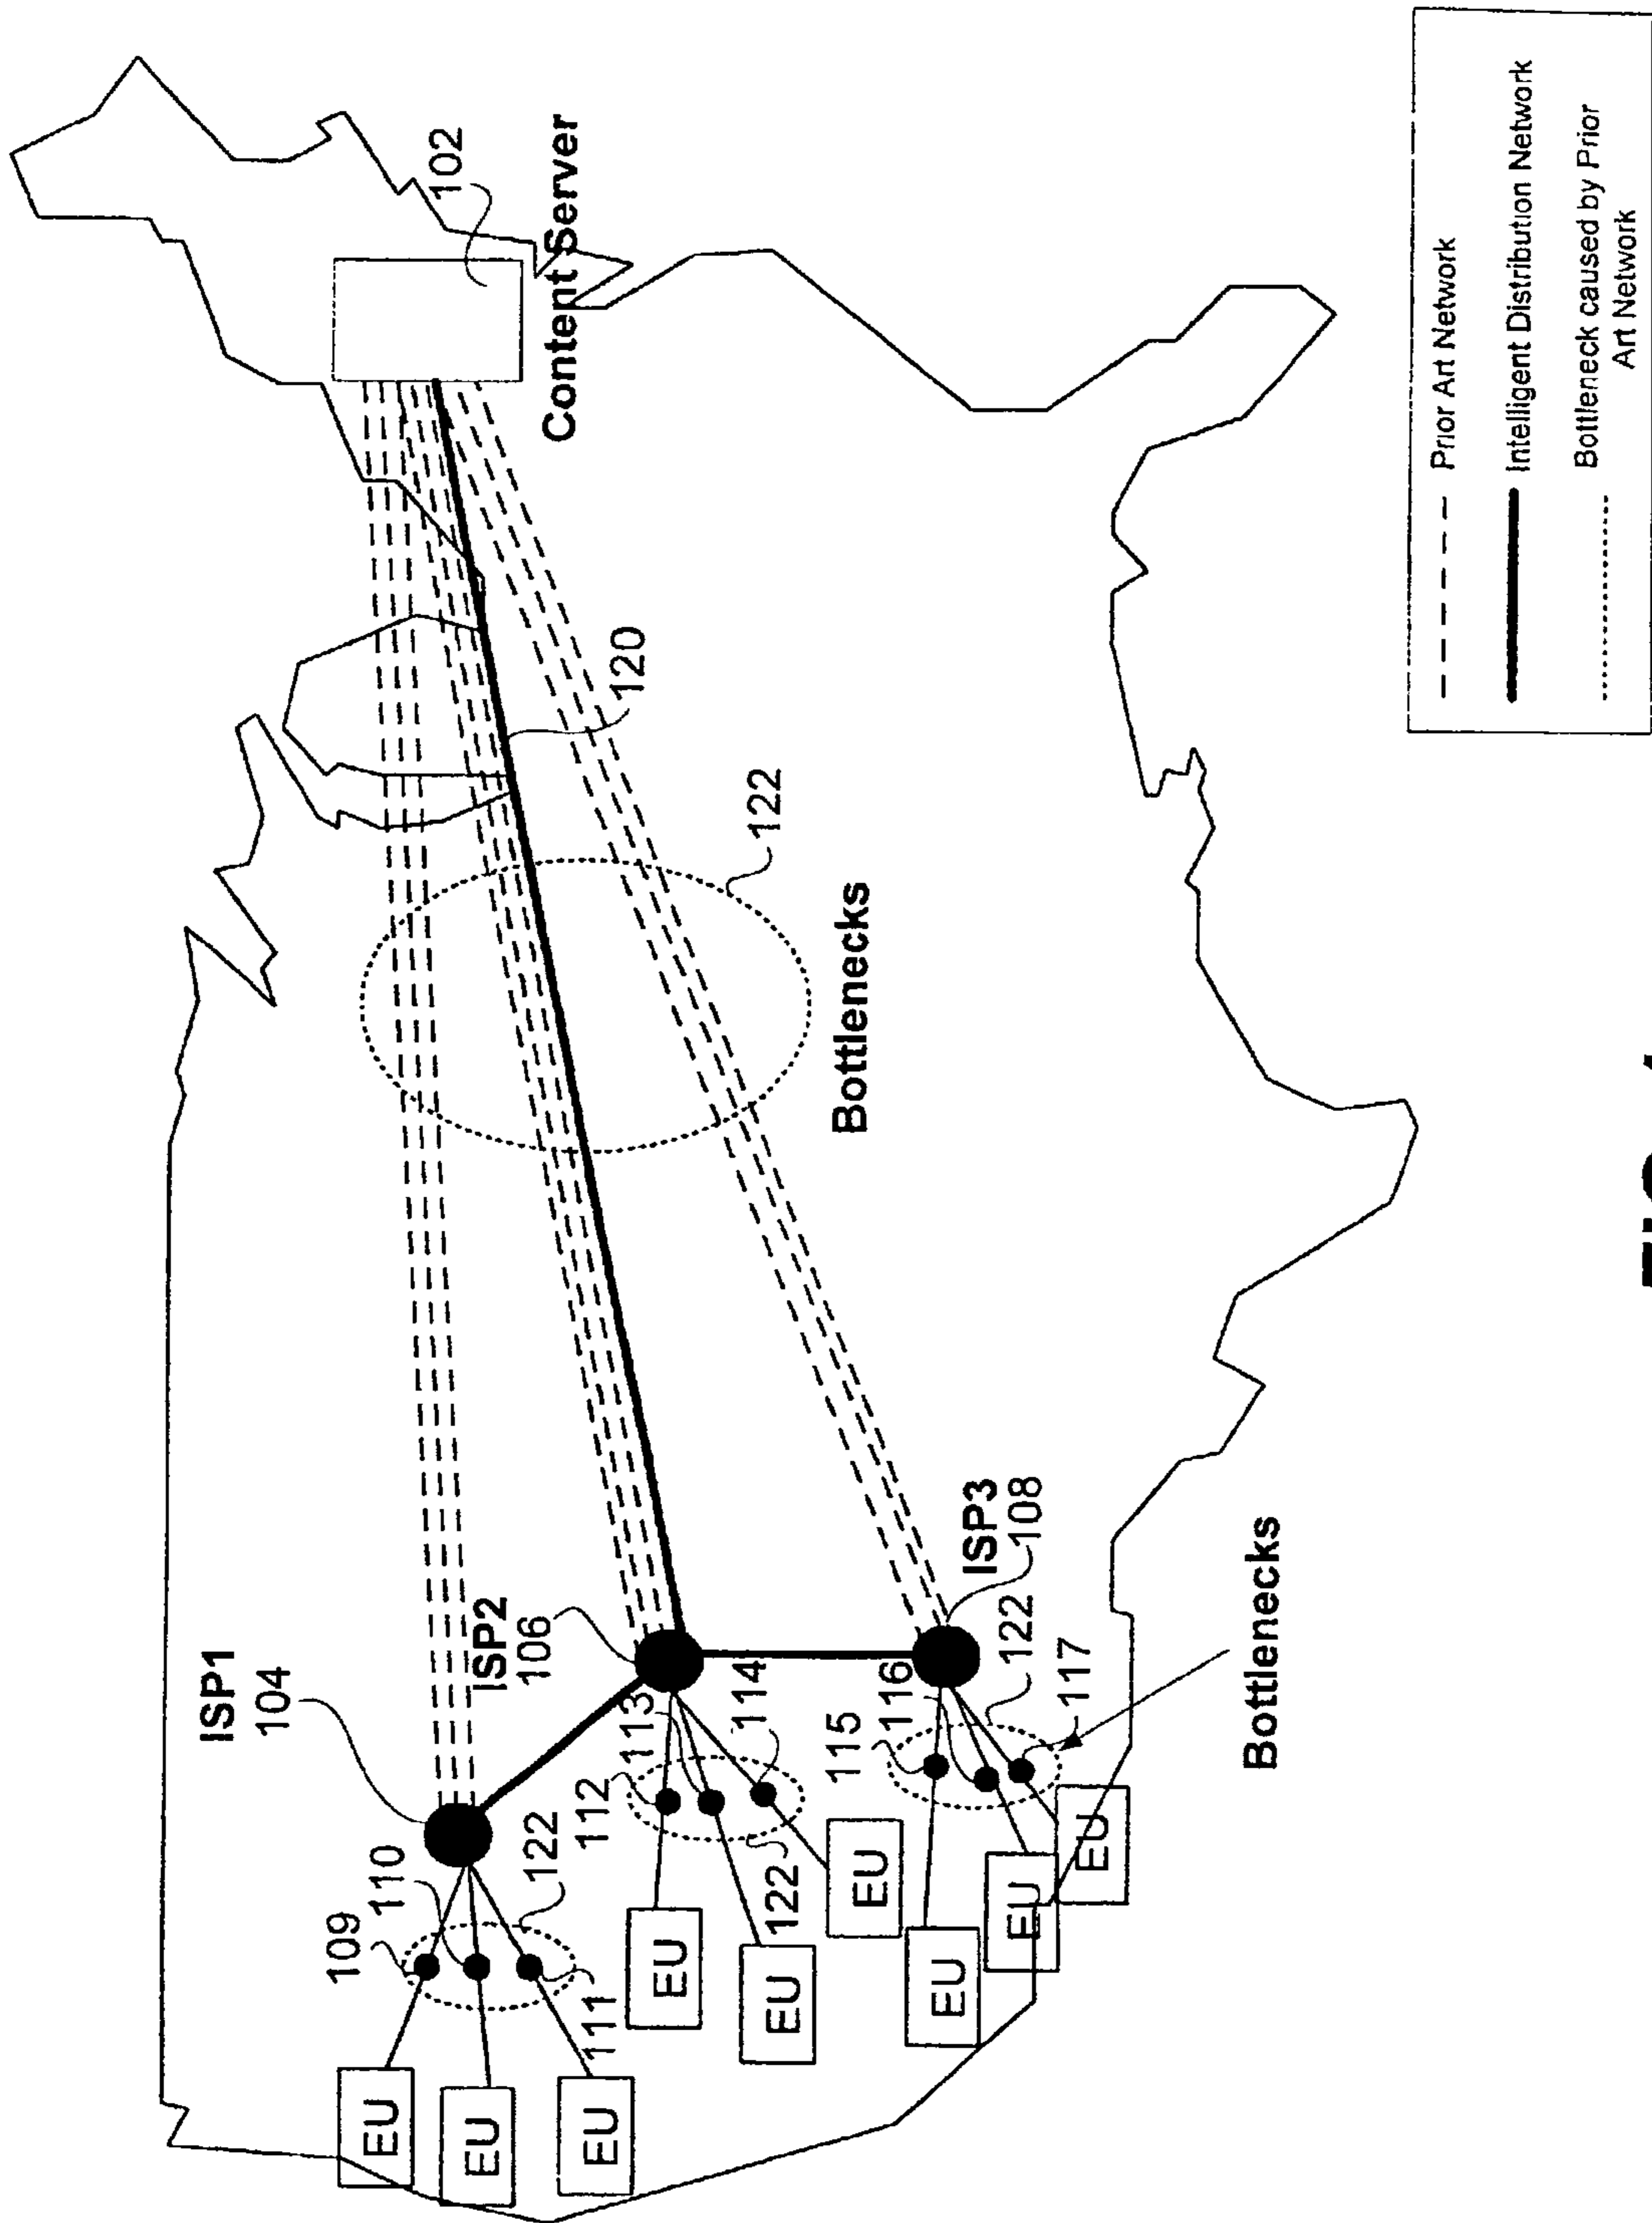 ISP1
104
109
110
122
111
ISP2
106
112
113
114
122
ISP3
108
115
116
122
117
EU
EU
EU
EU
EU
EU
EU
EU
EU
Bottlenecks
Bottlenecks
122
120
102
Content Server
Prior Art Network
Intelligent Distribution Network
Bottleneck caused by Prior
Art Network